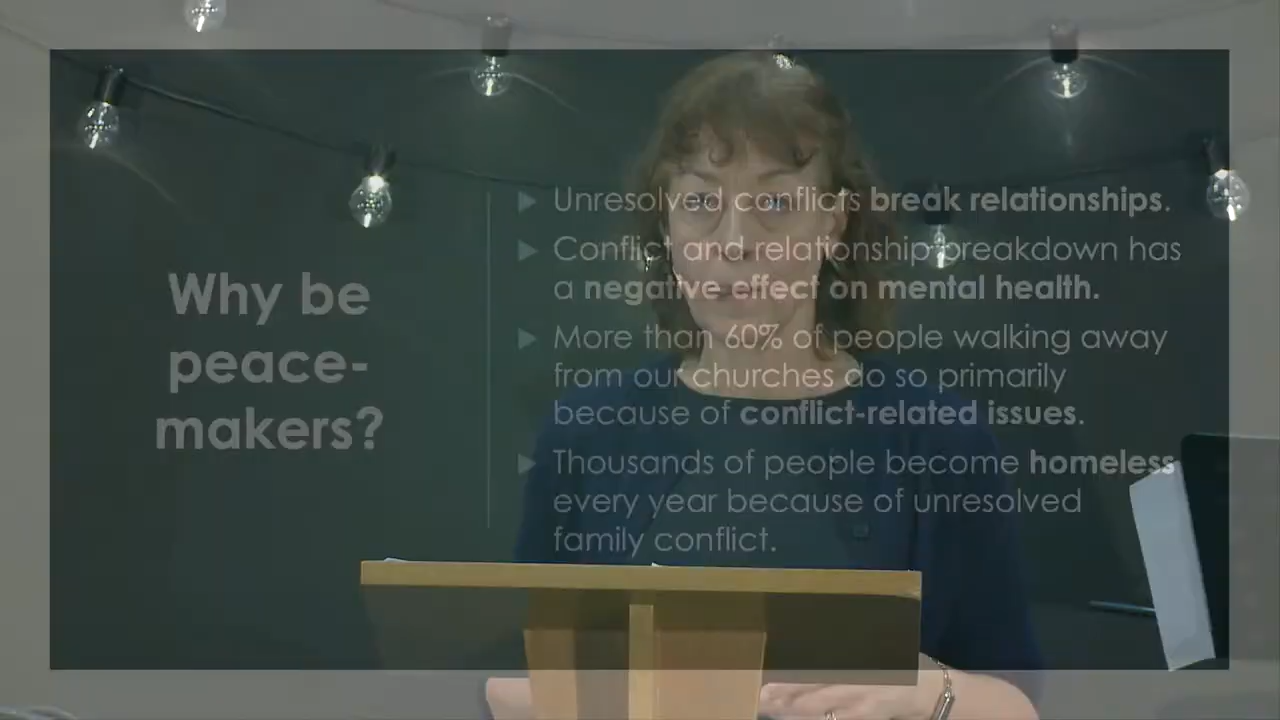 Why be
peace-
makers?
Unresolved conflicts break relationships.
Conflict and relationship breakdown has
a negative effect on mental health.
More than 60% of people walking away
from our churches do so primarily
because of conflict-related issues.
Thousands of people become homeless
every year because of unresolved
family conflict.